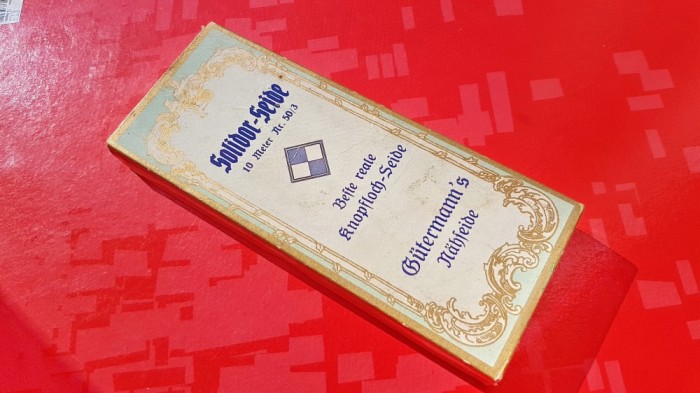 Solidor-Seide
10 Meter Nr. 50/3
Beste reale
Knopfloch-Seide
Gütermann's
Nähseide